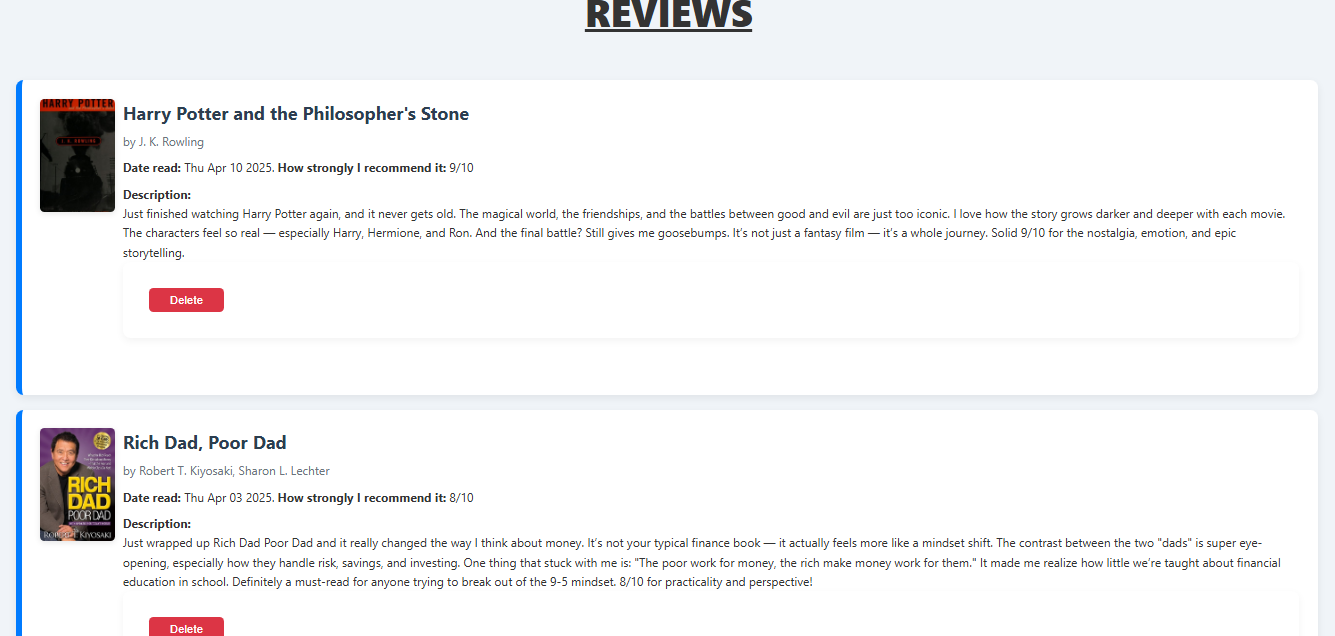 REVIEWS
HARRY POTTER
J. K. ROWLING
Harry Potter and the Philosopher's Stone
by J. K. Rowling
Date read: Thu Apr 10 2025. How strongly I recommend it: 9/10
Description:
Just finished watching Harry Potter again, and it never gets old. The magical world, the friendships, and the battles between good and evil are just too iconic. I love how the story grows darker and deeper with each movie.
The characters feel so real — especially Harry, Hermione, and Ron. And the final battle? Still gives me goosebumps. It’s not just a fantasy film — it’s a whole journey. Solid 9/10 for the nostalgia, emotion, and epic
storytelling.
Delete
RICH
DAD
POOR DAD
ROBERT T. KIYOSAKI
Rich Dad, Poor Dad
by Robert T. Kiyosaki, Sharon L. Lechter
Date read: Thu Apr 03 2025. How strongly I recommend it: 8/10
Description:
Just wrapped up Rich Dad Poor Dad and it really changed the way I think about money. It’s not your typical finance book — it actually feels more like a mindset shift. The contrast between the two "dads" is super eye-
opening, especially how they handle risk, savings, and investing. One thing that stuck with me is: "The poor work for money, the rich make money work for them." It made me realize how little we’re taught about financial
education in school. Definitely a must-read for anyone trying to break out of the 9-5 mindset. 8/10 for practicality and perspective!
Delete